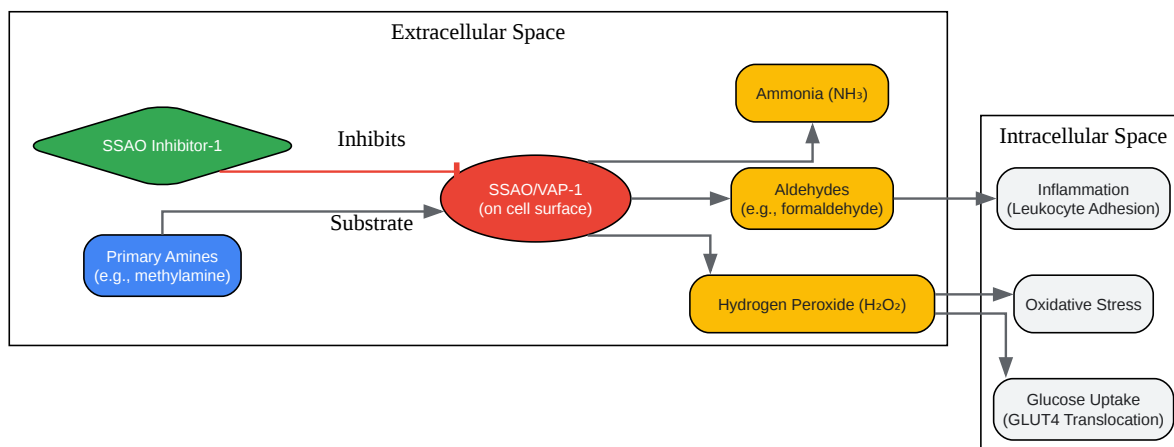 Extracellular Space
Ammonia (NH₃)
Intracellular Space
SSAO Inhibitor-1
Inhibits
SSAO/VAP-1
(on cell surface)
Aldehydes
(e.g., formaldehyde)
Inflammation
(Leukocyte Adhesion)
Substrate
Primary Amines
(e.g., methylamine)
Hydrogen Peroxide (H₂O₂)
Oxidative Stress
Glucose Uptake
(GLUT4 Translocation)